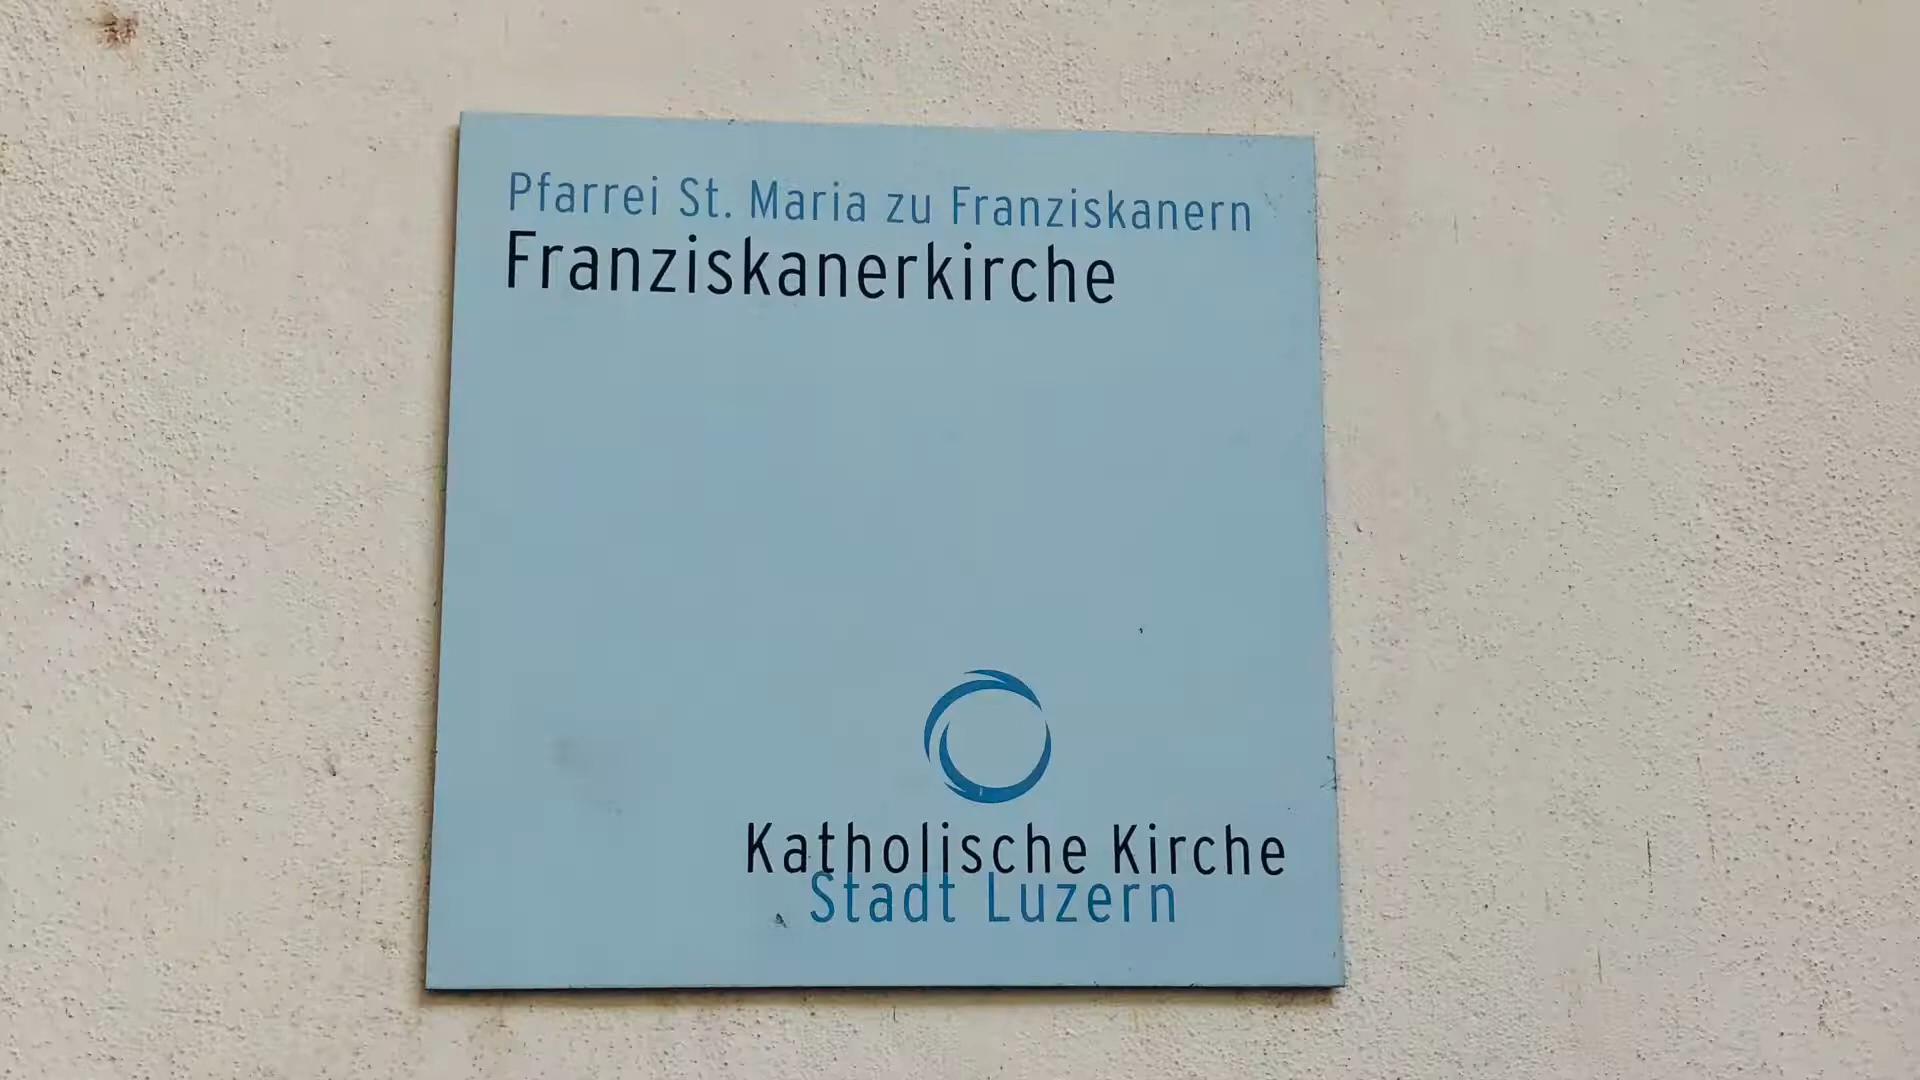 Pfarrei St. Maria zu Franziskanern
Franziskanerkirche
Katholische Kirche
Stadt Luzern